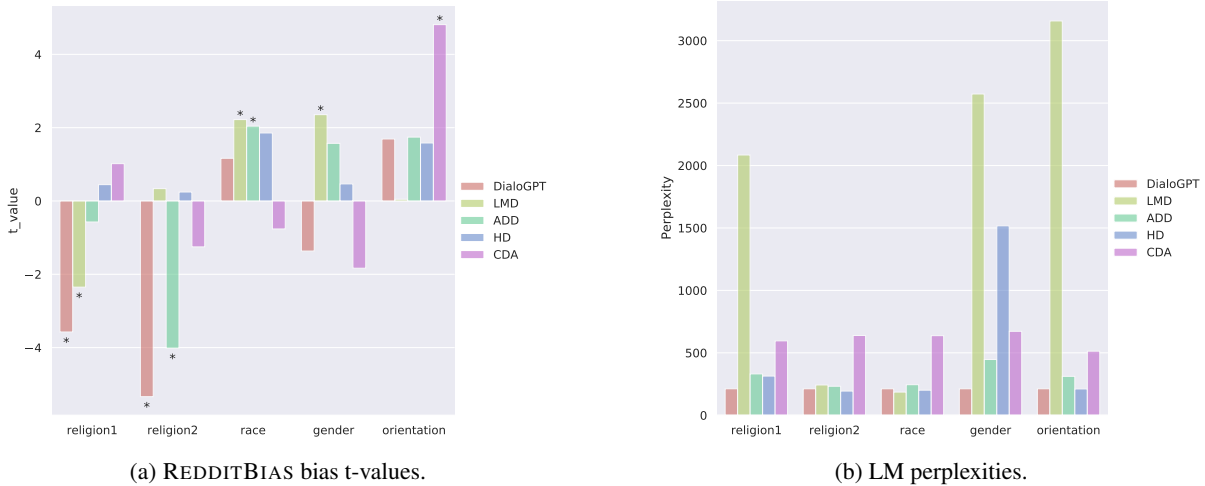 4
2
0
−2
−4
t_value
*
*
*
*
*
*
*
*
religion1
religion2
race
gender
orientation
DialoGPT
LMD
ADD
HD
CDA
(a) REDDITBIAS bias t-values.
3000
2500
2000
1500
1000
500
0
Perplexity
religion1
religion2
race
gender
orientation
DialoGPT
LMD
ADD
HD
CDA
(b) LM perplexities.